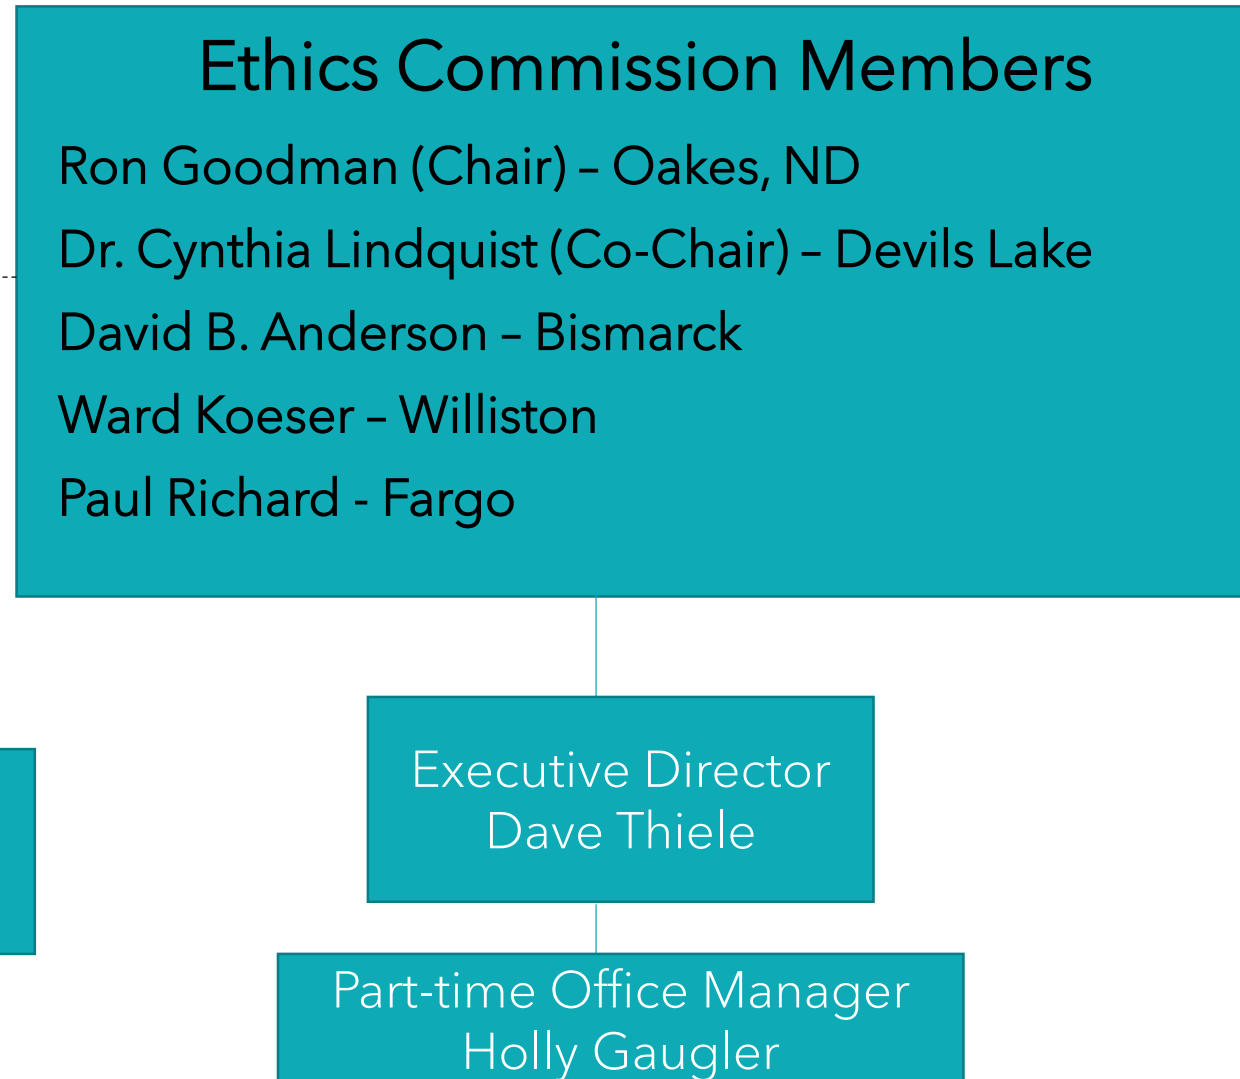 Ethics Commission Members
Ron Goodman (Chair) – Oakes, ND
Dr. Cynthia Lindquist (Co-Chair) – Devils Lake
David B. Anderson – Bismarck
Ward Koeser – Williston
Paul Richard - Fargo
Executive Director
Dave Thiele
Part-time Office Manager
Holly Gaugler